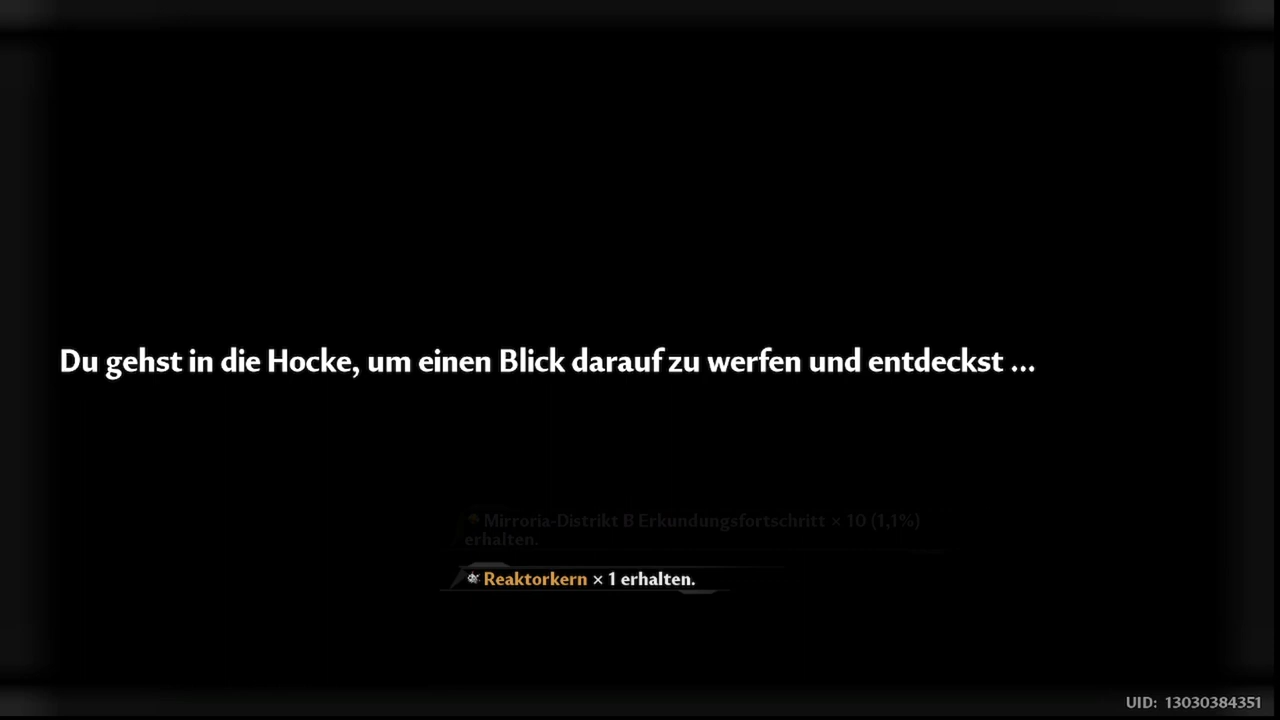 Du gehst in die Hocke, um einen Blick darauf zu werfen und entdeckst ...
Mirroria-Distrikt B Erkundungsfortschritt × 10 (1,1%)
erhalten.
Reaktorkern × 1 erhalten.
UID: 13030384351